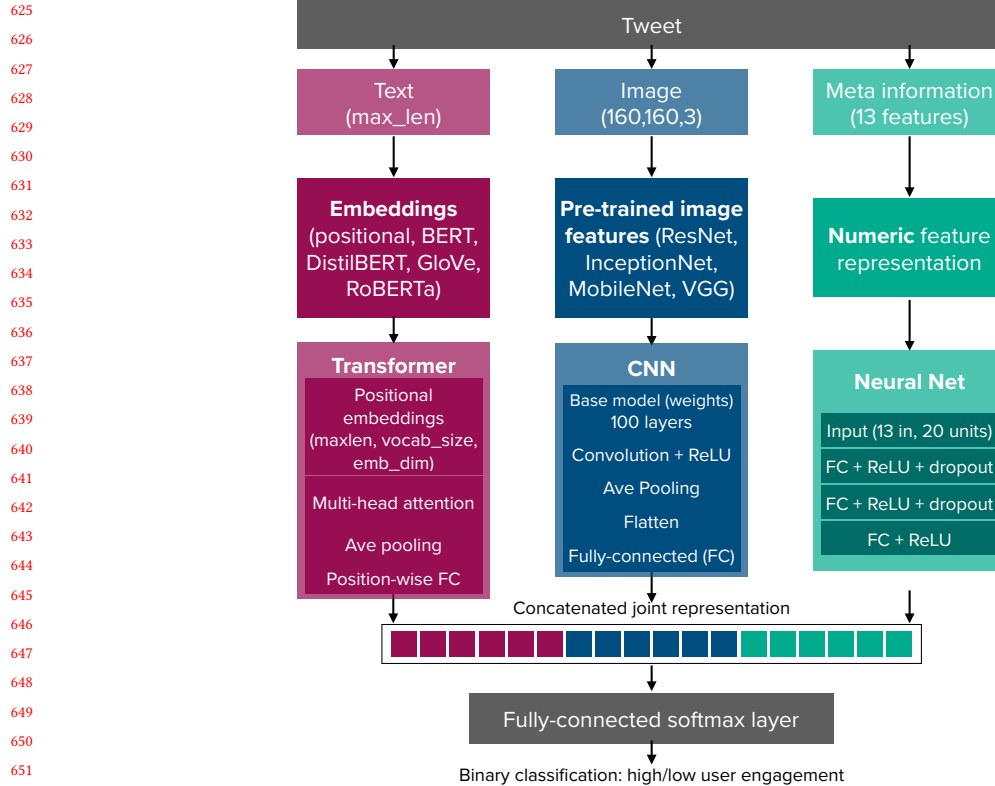 625
626
627
628
629
630
631
632
633
634
635
636
637
638
639
640
641
642
643
644
645
646
647
648
649
650
651
Tweet
Text
(max_len)
Image
(160,160,3)
Meta information
(13 features)
Embeddings
(positional, BERT,
DistilBERT, GloVe,
RoBERTa)
Pre-trained image
features (ResNet,
InceptionNet,
MobileNet, VGG)
Numeric feature
representation
Transformer
Positional
embeddings
(maxlen, vocab_size,
emb_dim)
Multi-head attention
Ave pooling
Position-wise FC
CNN
Base model (weights)
100 layers
Convolution + ReLU
Ave Pooling
Flatten
Fully-connected (FC)
Neural Net
Input (13 in, 20 units)
FC + ReLU + dropout
FC + ReLU + dropout
FC + ReLU
Concatenated joint representation
Fully-connected softmax layer
Binary classification: high/low user engagement